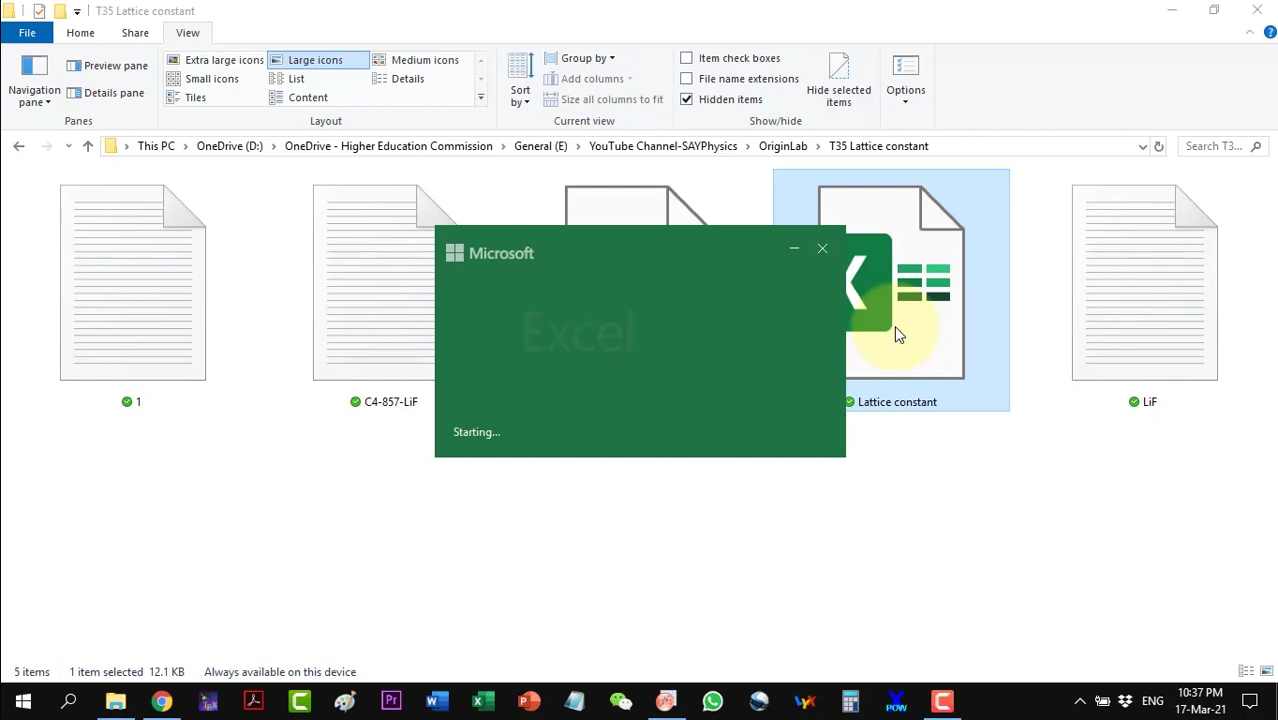 T35 Lattice constant
File
Home
Share
View
Navigation pane
Preview pane
Details pane
Panes
Extra large icons
Large icons
Medium icons
Small icons
List
Details
Tiles
Content
Layout
Sort by
Group by
Add columns
Size all columns to fit
Current view
Item check boxes
File name extensions
Hidden items
Hide selected items
Show/hide
Options
This PC
OneDrive (D:)
OneDrive - Higher Education Commission
General (E)
YouTube Channel-SAYPhysics
OriginLab
T35 Lattice constant
Search T3...
Microsoft
Excel
Starting...
X
1
C4-857-LiF
Lattice constant
LiF
5 items
1 item selected 12.1 KB
Always available on this device
ENG
10:37 PM
17-Mar-21